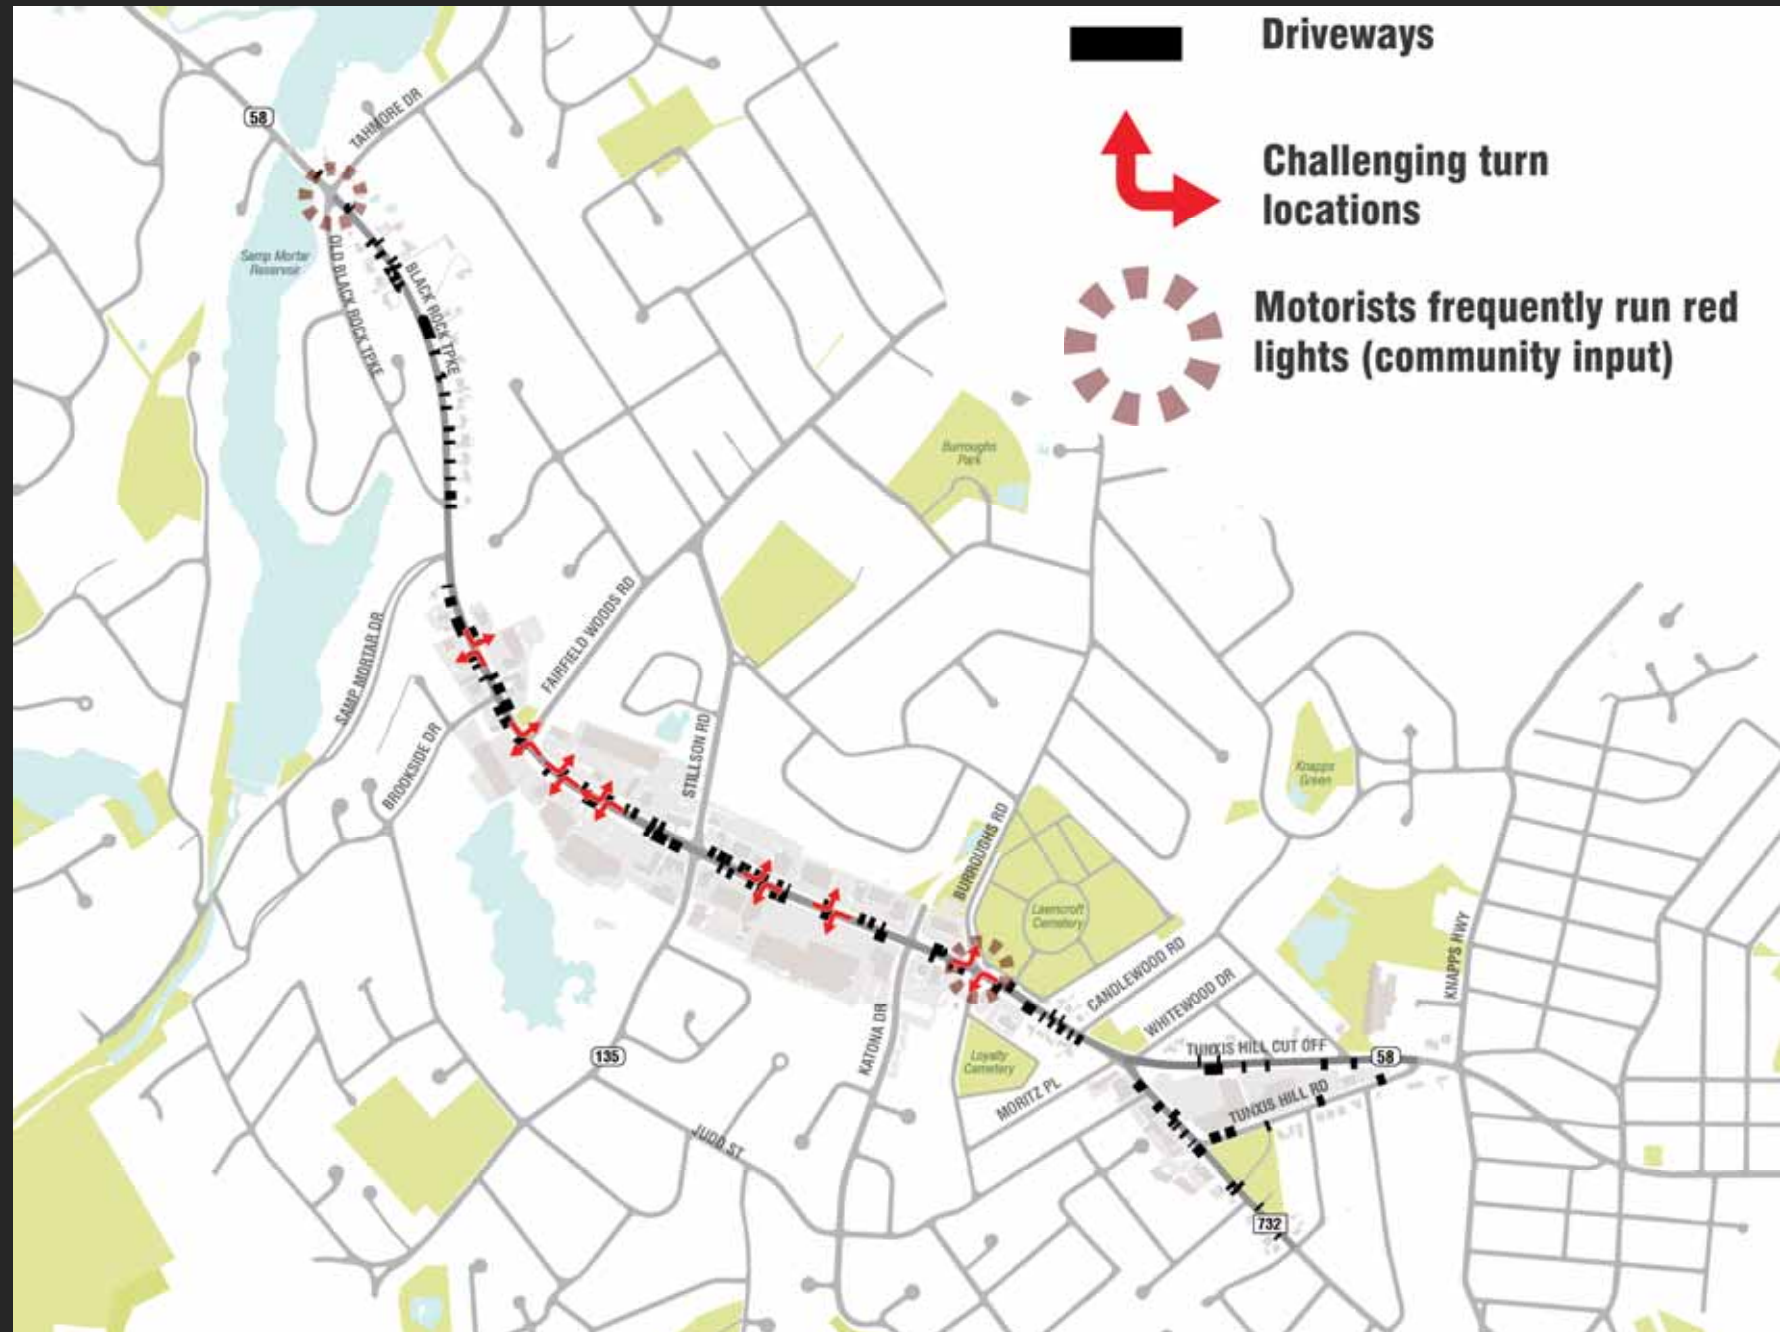 Driveways
Challenging turn
locations
Motorists frequently run red
lights (community input)
58
TAHMORE DR
Samp Mortar
Reservoir
OLD BLACK ROCK TPKE
BLACK ROCK TPKE
Burroughs
Park
FAIRFIELD WOODS RD
SAMP MORTAR DR
BROOKSIDE DR
STILLSON RD
Knapps
Green
BURROUGHS RD
Lawncroft
Cemetery
CANDLEWOOD RD
KNAPPS HWY
WHITEWOOD DR
KATONA DR
TUNXIS HILL CUT OFF
58
135
Loyalty
Cemetery
MORITZ PL
TUNXIS HILL RD
JUDD ST
732